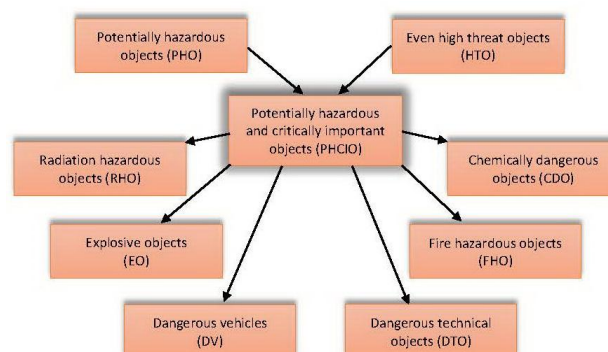 Potentially hazardous
objects (PHO)
Even high threat objects
(HTO)
Potentially hazardous
and critically important
objects (PHCIO)
Radiation hazardous
objects (RHO)
Chemically dangerous
objects (CDO)
Explosive objects
(EO)
Fire hazardous objects
(FHO)
Dangerous vehicles
(DV)
Dangerous technical
objects (DTO)